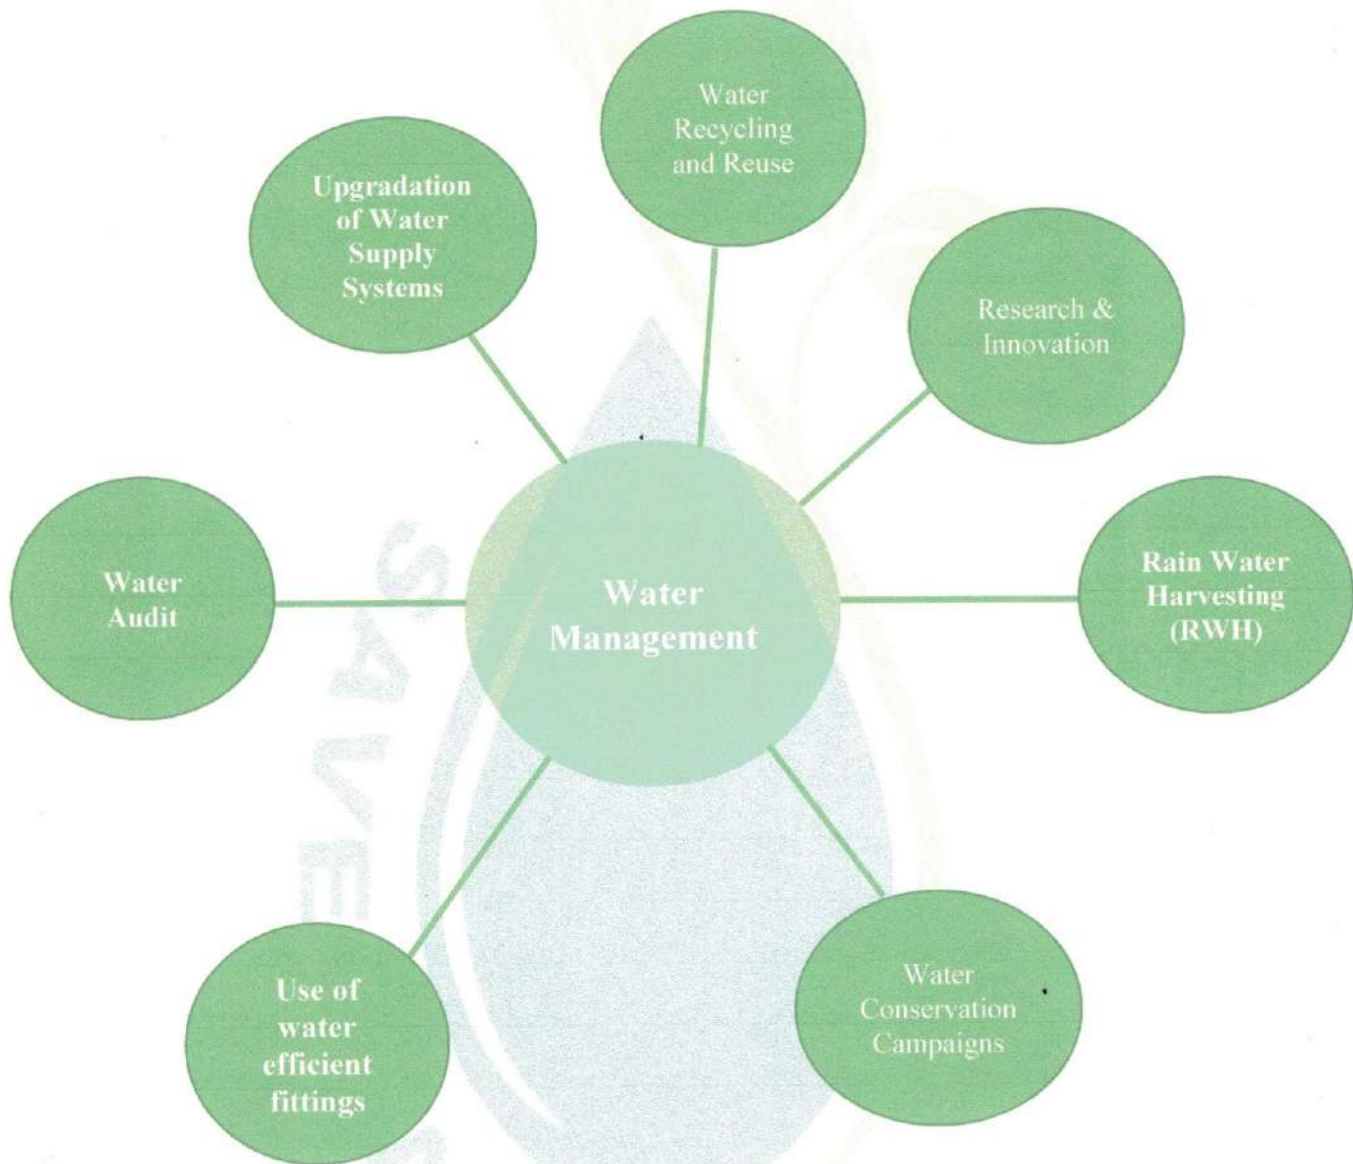 Water
Recycling
and Reuse
Upgradation
of Water
Supply
Systems
Research &
Innovation
Water
Audit
Water
Management
Rain Water
Harvesting
(RWH)
Use of
water
efficient
fittings
Water
Conservation
Campaigns
SAVE